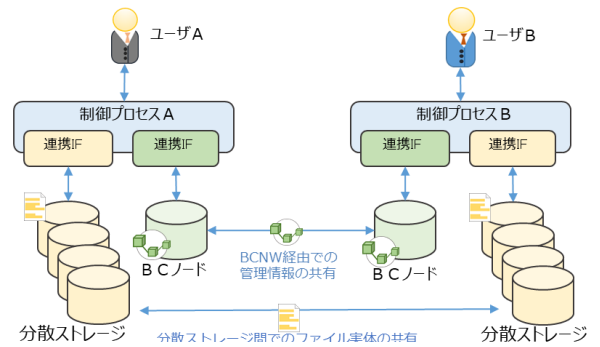 ユーザA
ユーザB
制御プロセスA
制御プロセスB
連携IF
連携IF
連携IF
連携IF
BCNW経由での
管理情報の共有
BCノード
BCノード
分散ストレージ
分散ストレージ間でのファイル実体の共有
分散ストレージ